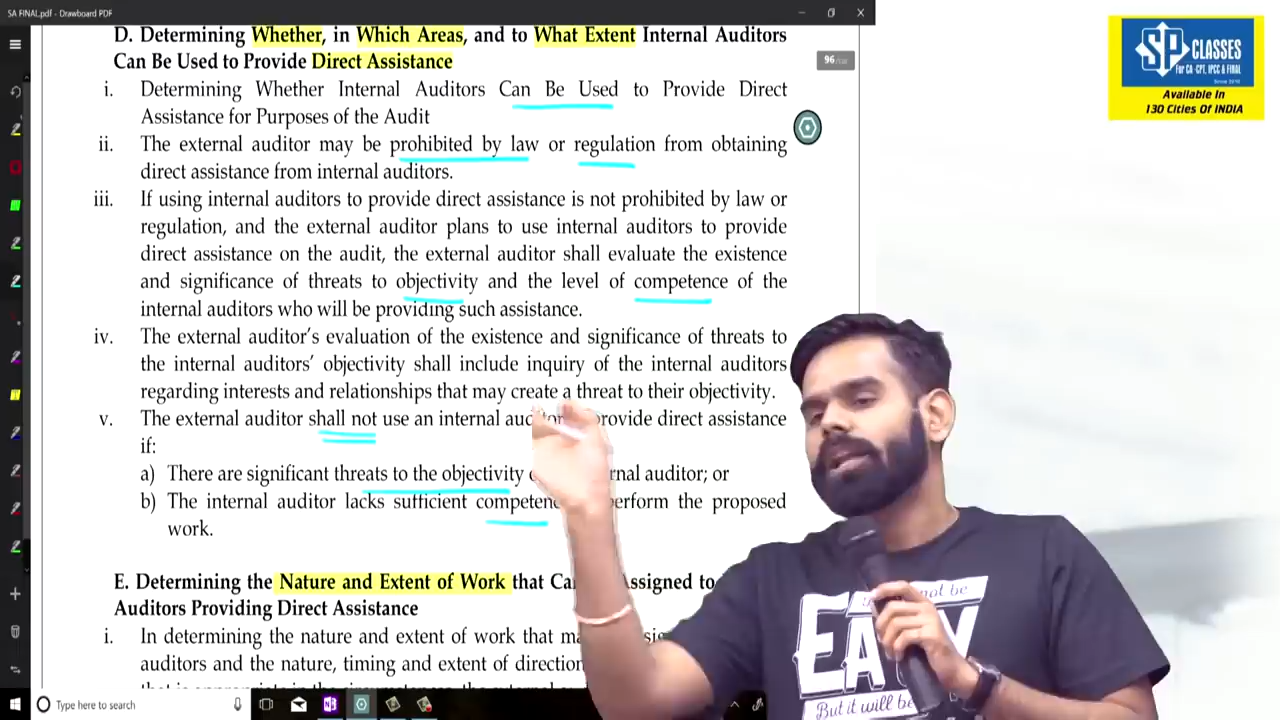 SA FINAL.pdf - Drawboard PDF
D. Determining Whether, in Which Areas, and to What Extent Internal Auditors
Can Be Used to Provide Direct Assistance
96
i. Determining Whether Internal Auditors Can Be Used to Provide Direct
Assistance for Purposes of the Audit
ii. The external auditor may be prohibited by law or regulation from obtaining
direct assistance from internal auditors.
iii. If using internal auditors to provide direct assistance is not prohibited by law or
regulation, and the external auditor plans to use internal auditors to provide
direct assistance on the audit, the external auditor shall evaluate the existence
and significance of threats to objectivity and the level of competence of the
internal auditors who will be providing such assistance.
iv. The external auditor's evaluation of the existence and significance of threats to
the internal auditors' objectivity shall include inquiry of the internal auditors
regarding interests and relationships that may create a threat to their objectivity.
v. The external auditor shall not use an internal provide direct assistance
if:
a) There are significant threats to the objectivity auditor; or
b) The internal auditor lacks sufficient perform the proposed
work.
E. Determining the Nature and Extent of Work that Assigned to
Auditors Providing Direct Assistance
i. In determining the nature and extent of work that
auditors and the nature, timing and extent of direction
Type here to search
SP CLASSES
For CA -CPT, IPCC & FINAL
Available In
130 Cities Of INDIA
not be
EASY
But it will be